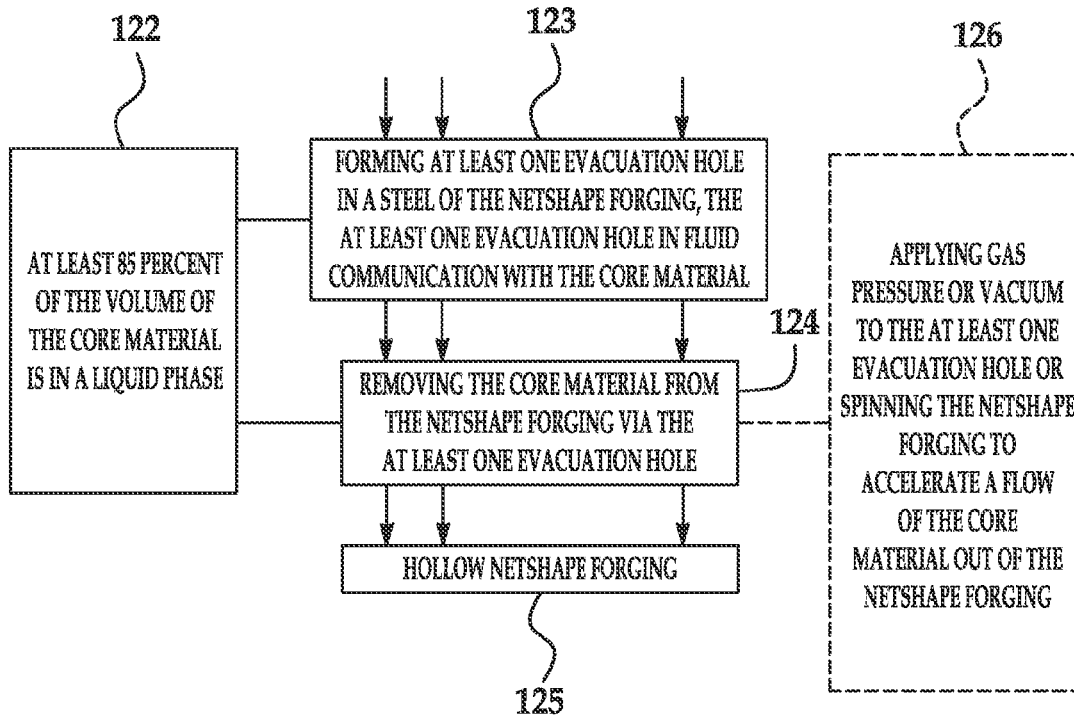 122
123
126
AT LEAST 85 PERCENT
OF THE VOLUME OF
THE CORE MATERIAL
IS IN A LIQUID PHASE
FORMING AT LEAST ONE EVACUATION HOLE
IN A STEEL OF THE NETSHAPE FORGING, THE
AT LEAST ONE EVACUATION HOLE IN FLUID
COMMUNICATION WITH THE CORE MATERIAL
124
REMOVING THE CORE MATERIAL FROM
THE NETSHAPE FORGING VIA THE
AT LEAST ONE EVACUATION HOLE
HOLLOW NETSHAPE FORGING
125
APPLYING GAS
PRESSURE OR VACUUM
TO THE AT LEAST ONE
EVACUATION HOLE OR
SPINNING THE NETSHAPE
FORGING TO
ACCELERATE A FLOW
OF THE CORE
MATERIAL OUT OF THE
NETSHAPE FORGING